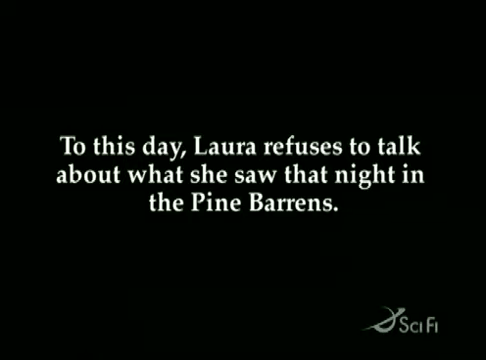 To this day, Laura refuses to talk
about what she saw that night in
the Pine Barrens.
SciFi